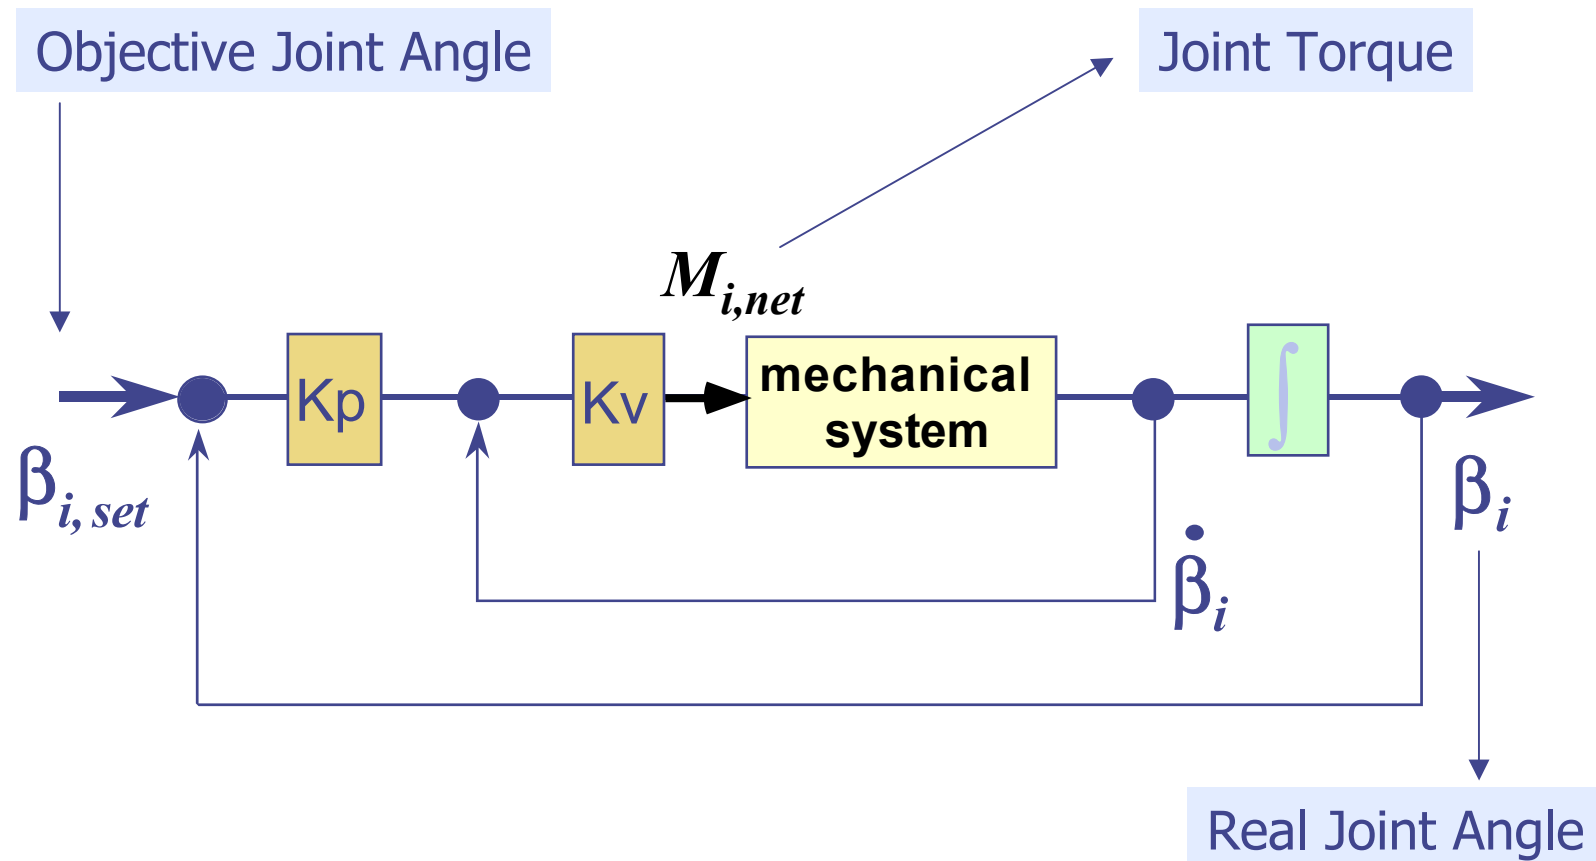 Objective Joint Angle
Joint Torque
M_{i,net}
Kp
Kv
mechanical
system
∫
β_{i, set}
β_i
β̇_i
Real Joint Angle